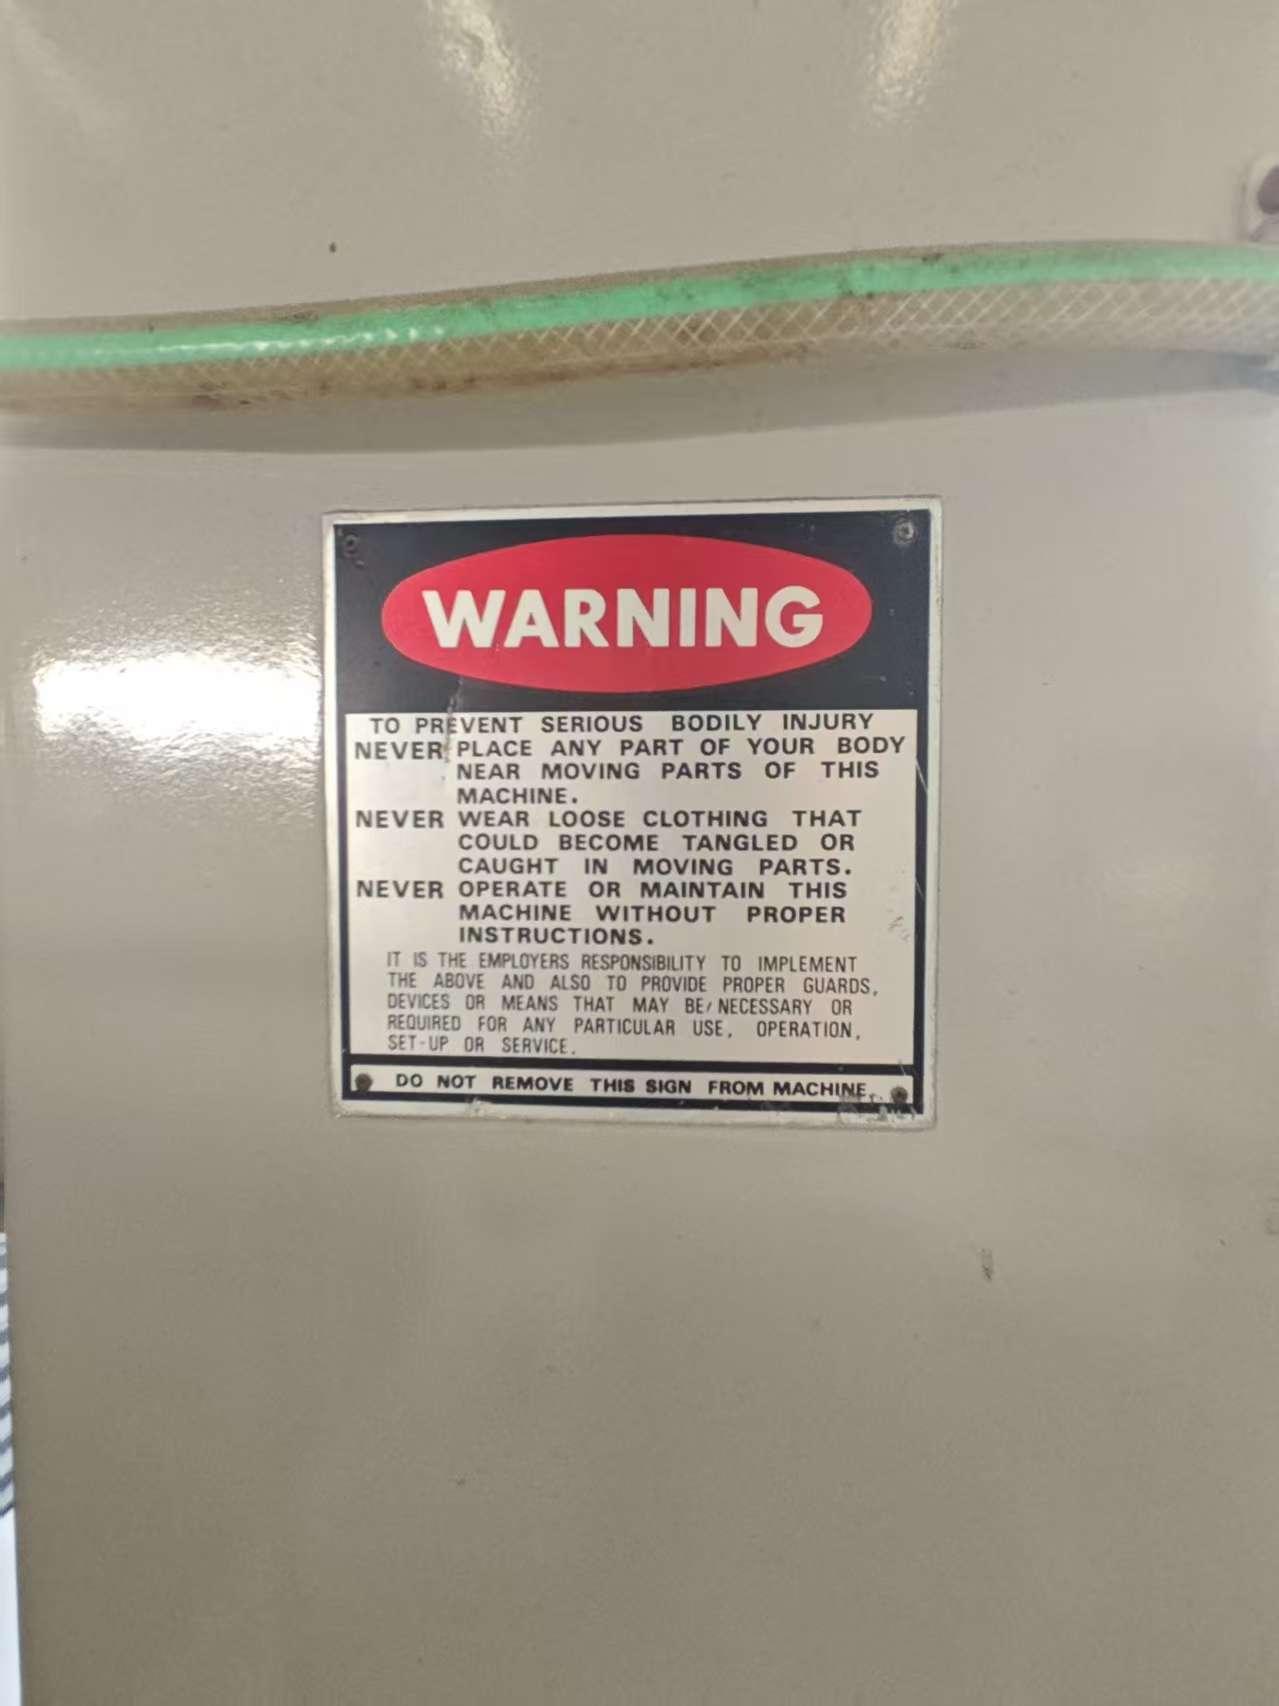 WARNING
TO PREVENT SERIOUS BODILY INJURY
NEVER PLACE ANY PART OF YOUR BODY
NEAR MOVING PARTS OF THIS
MACHINE.
NEVER WEAR LOOSE CLOTHING THAT
COULD BECOME TANGLED OR
CAUGHT IN MOVING PARTS.
NEVER OPERATE OR MAINTAIN THIS
MACHINE WITHOUT PROPER
INSTRUCTIONS.
IT IS THE EMPLOYERS RESPONSIBILITY TO IMPLEMENT
THE ABOVE AND ALSO TO PROVIDE PROPER GUARDS,
DEVICES OR MEANS THAT MAY BE NECESSARY OR
REQUIRED FOR ANY PARTICULAR USE, OPERATION,
SET-UP OR SERVICE.
DO NOT REMOVE THIS SIGN FROM MACHINE.